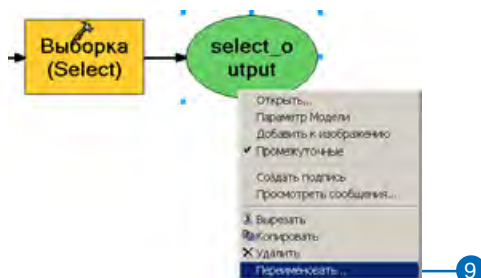 Выборка
(Select)
select_o
utput
Открыть...
Параметр Модели
Добавить к изображению
Промежуточные
Создать подпись
Просмотреть сообщения...
Вырезать
Копировать
Удалить
Переименовать...
9